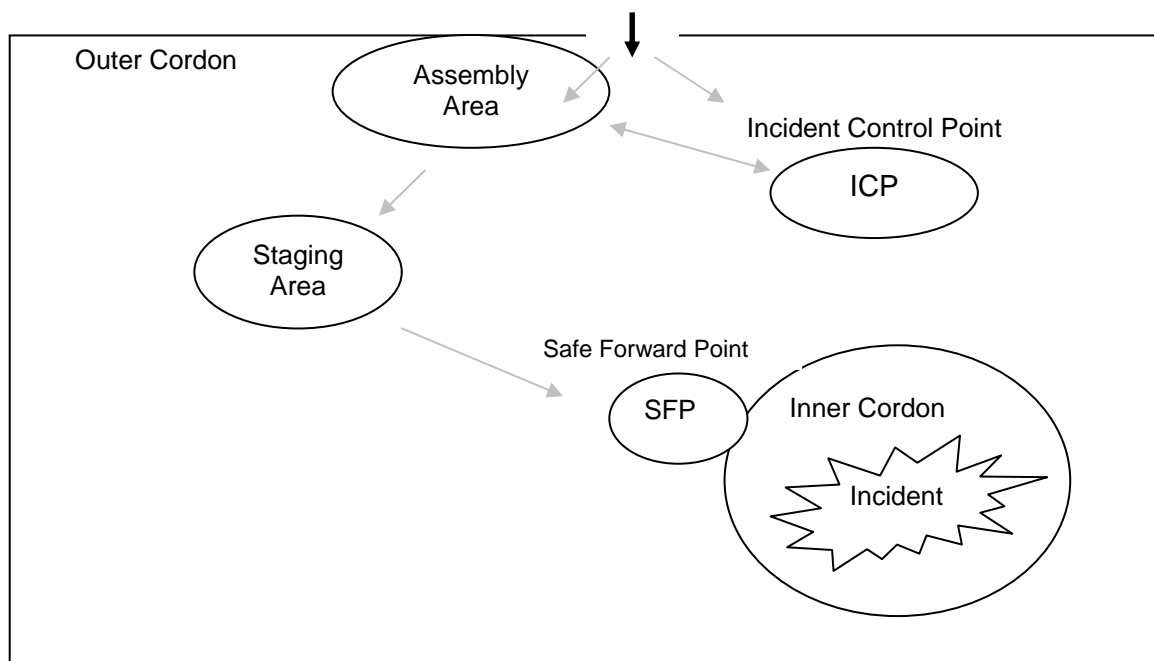 Outer Cordon
Assembly
Area
Incident Control Point
ICP
Staging
Area
Safe Forward Point
SFP
Inner Cordon
Incident